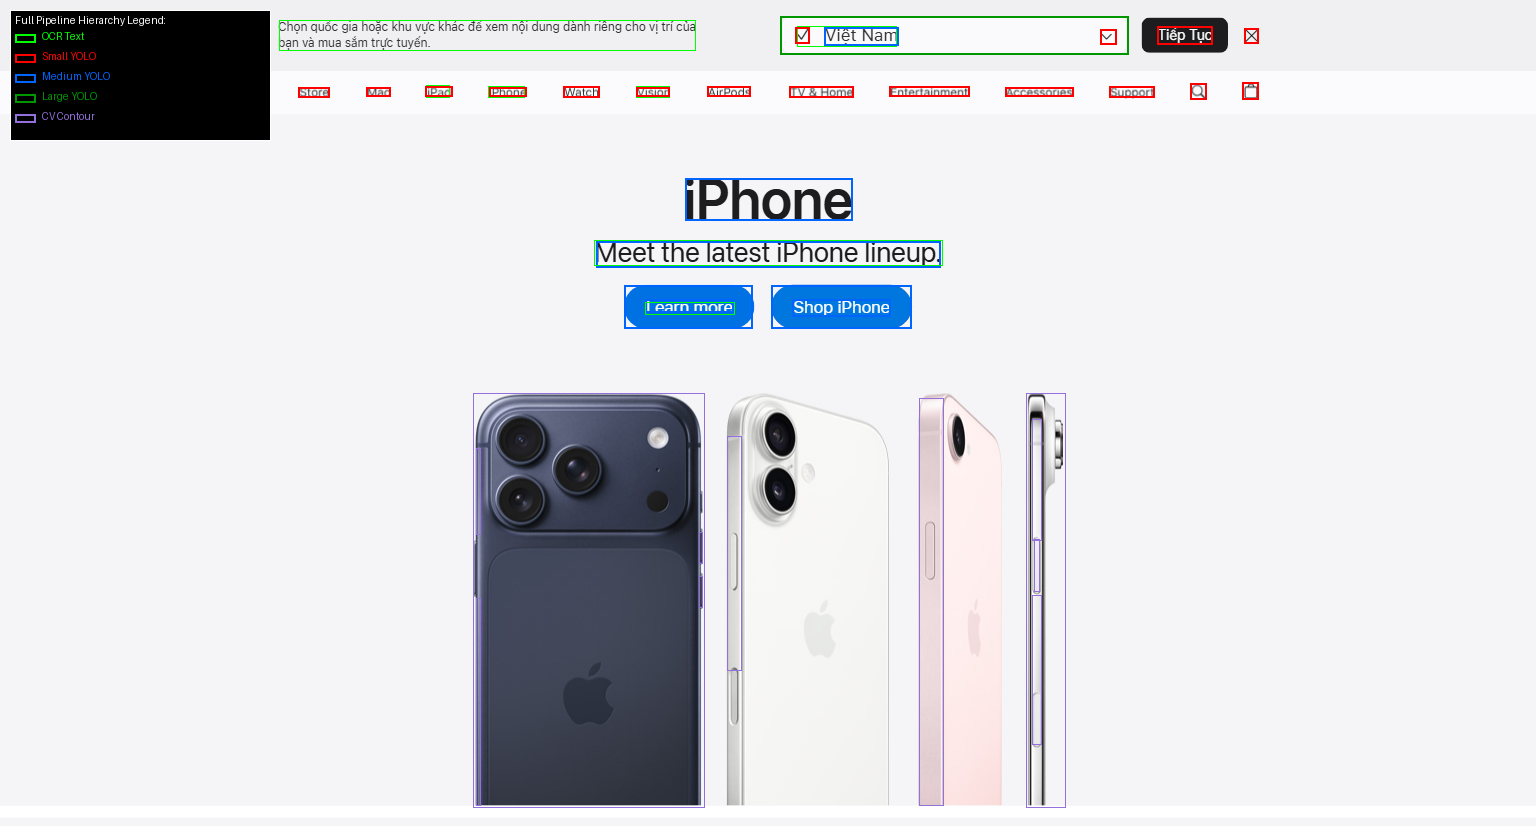 Full Pipeline Hierarchy Legend:
OCR Text
Small YOLO
Medium YOLO
Large YOLO
CV Contour
Chọn quốc gia hoặc khu vực khác để xem nội dung dành riêng cho vị trí của
bạn và mua sắm trực tuyến.
Việt Nam
Tiếp Tục
Store Mac iPad iPhone Watch Vision AirPods TV & Home Entertainment Accessories Support
iPhone
Meet the latest iPhone lineup.
Learn more Shop iPhone